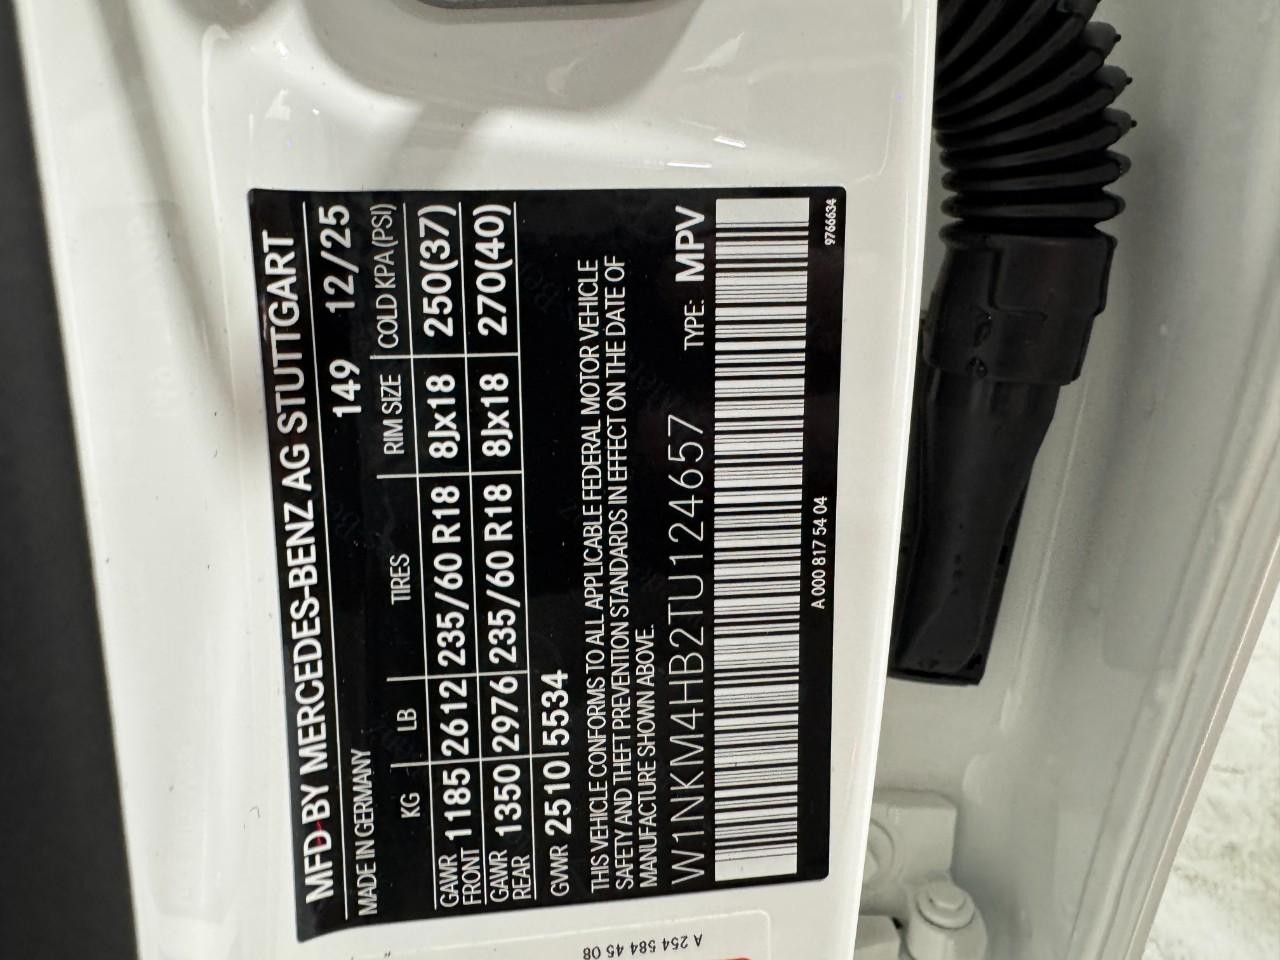 MFD BY MERCEDES-BENZ AG STUTTGART
MADE IN GERMANY 149 12/25
KG LB TIRES RIM SIZE COLD KPA (PSI)
GAWR FRONT 1185 2612 235/60 R18 8Jx18 250(37)
GAWR REAR 1350 2976 235/60 R18 8Jx18 270(40)
GVWR 2510 5534
THIS VEHICLE CONFORMS TO ALL APPLICABLE FEDERAL MOTOR VEHICLE
SAFETY AND THEFT PREVENTION STANDARDS IN EFFECT ON THE DATE OF
MANUFACTURE SHOWN ABOVE.
W1NKM4HB2TU124657 TYPE: MPV
A 000 817 54 04 9766634
A 254 584 45 08